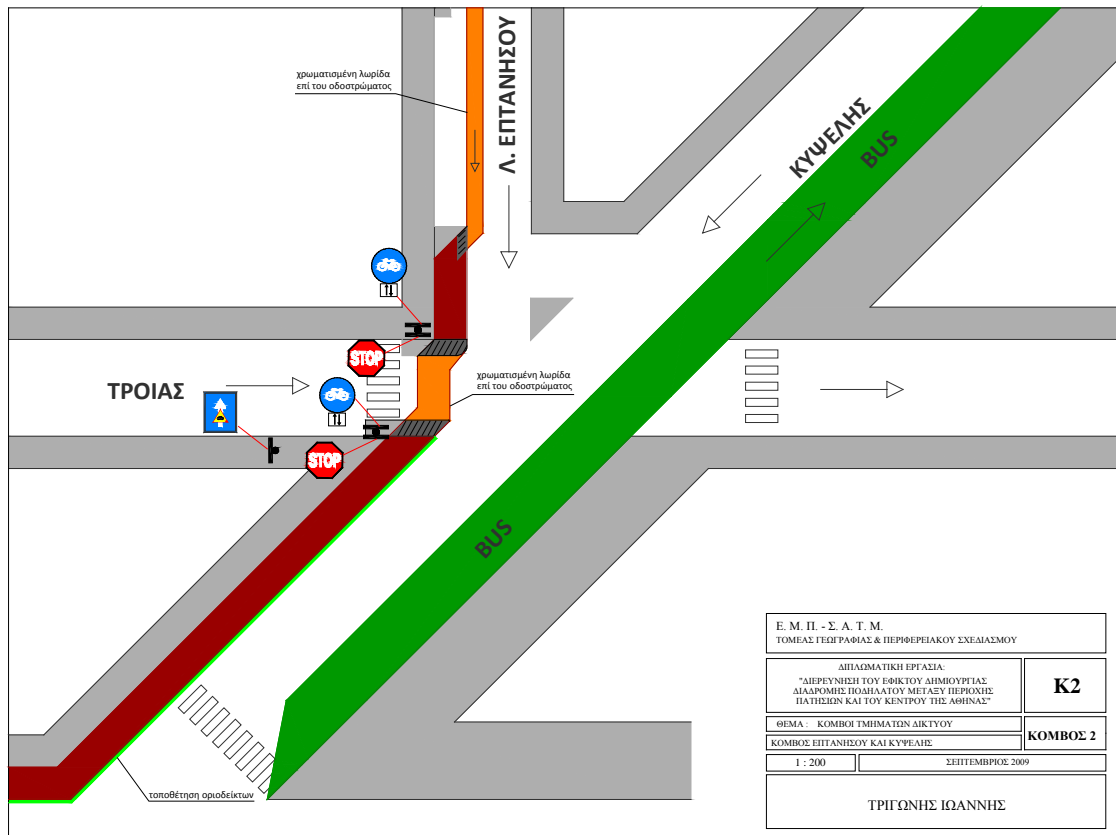 χρωματισμένη λωρίδα
επί του οδοστρώματος
Λ. ΕΠΤΑΝΗΣΟΥ
ΚΥΨΕΛΗΣ
BUS
STOP
ΤΡΟΙΑΣ
χρωματισμένη λωρίδα
επί του οδοστρώματος
STOP
BUS
τοποθέτηση οριοδείκτων
Ε. Μ. Π. - Σ. Α. Τ. Μ.
ΤΟΜΕΑΣ ΓΕΩΓΡΑΦΙΑΣ & ΠΕΡΙΦΕΡΕΙΑΚΟΥ ΣΧΕΔΙΑΣΜΟΥ
ΔΙΠΛΩΜΑΤΙΚΗ ΕΡΓΑΣΙΑ:
"ΔΙΕΡΕΥΝΗΣΗ ΤΟΥ ΕΦΙΚΤΟΥ ΔΗΜΙΟΥΡΓΙΑΣ
ΔΙΑΔΡΟΜΗΣ ΠΟΔΗΛΑΤΟΥ ΜΕΤΑΞΥ ΠΕΡΙΟΧΗΣ
ΠΑΤΗΣΙΩΝ ΚΑΙ ΤΟΥ ΚΕΝΤΡΟΥ ΤΗΣ ΑΘΗΝΑΣ"
Κ2
ΘΕΜΑ : ΚΟΜΒΟΙ ΤΜΗΜΑΤΩΝ ΔΙΚΤΥΟΥ
ΚΟΜΒΟΣ ΕΠΤΑΝΗΣΟΥ ΚΑΙ ΚΥΨΕΛΗΣ
ΚΟΜΒΟΣ 2
1 : 200
ΣΕΠΤΕΜΒΡΙΟΣ 2009
ΤΡΙΓΩΝΗΣ ΙΩΑΝΝΗΣ